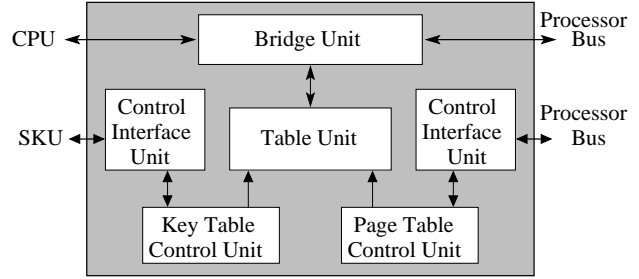 CPU
Bridge Unit
Processor
Bus
SKU
Control
Interface
Unit
Table Unit
Control
Interface
Unit
Processor
Bus
Key Table
Control Unit
Page Table
Control Unit